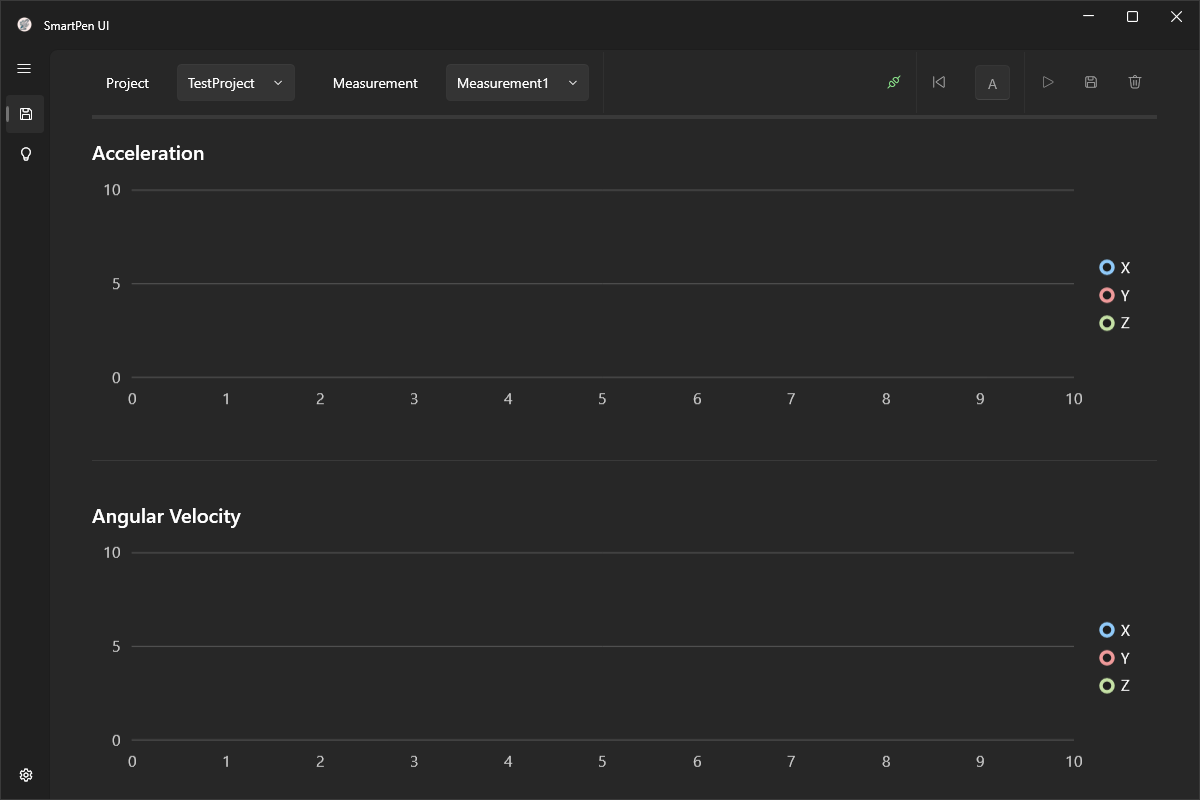 SmartPen UI
Project TestProject Measurement Measurement1 A
Acceleration
10
5
0
0 1 2 3 4 5 6 7 8 9 10
X
Y
Z
Angular Velocity
10
5
0
0 1 2 3 4 5 6 7 8 9 10
X
Y
Z